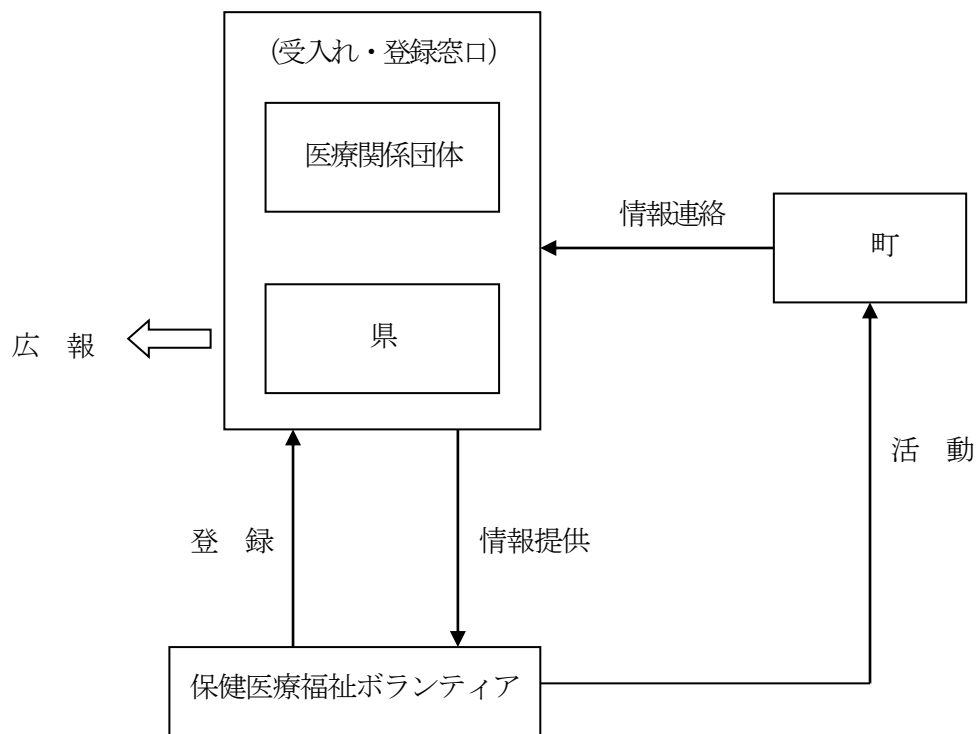 (受入れ・登録窓口)
医療関係団体
情報連絡
町
県
広　報
活　動
登　録
情報提供
保健医療福祉ボランティア